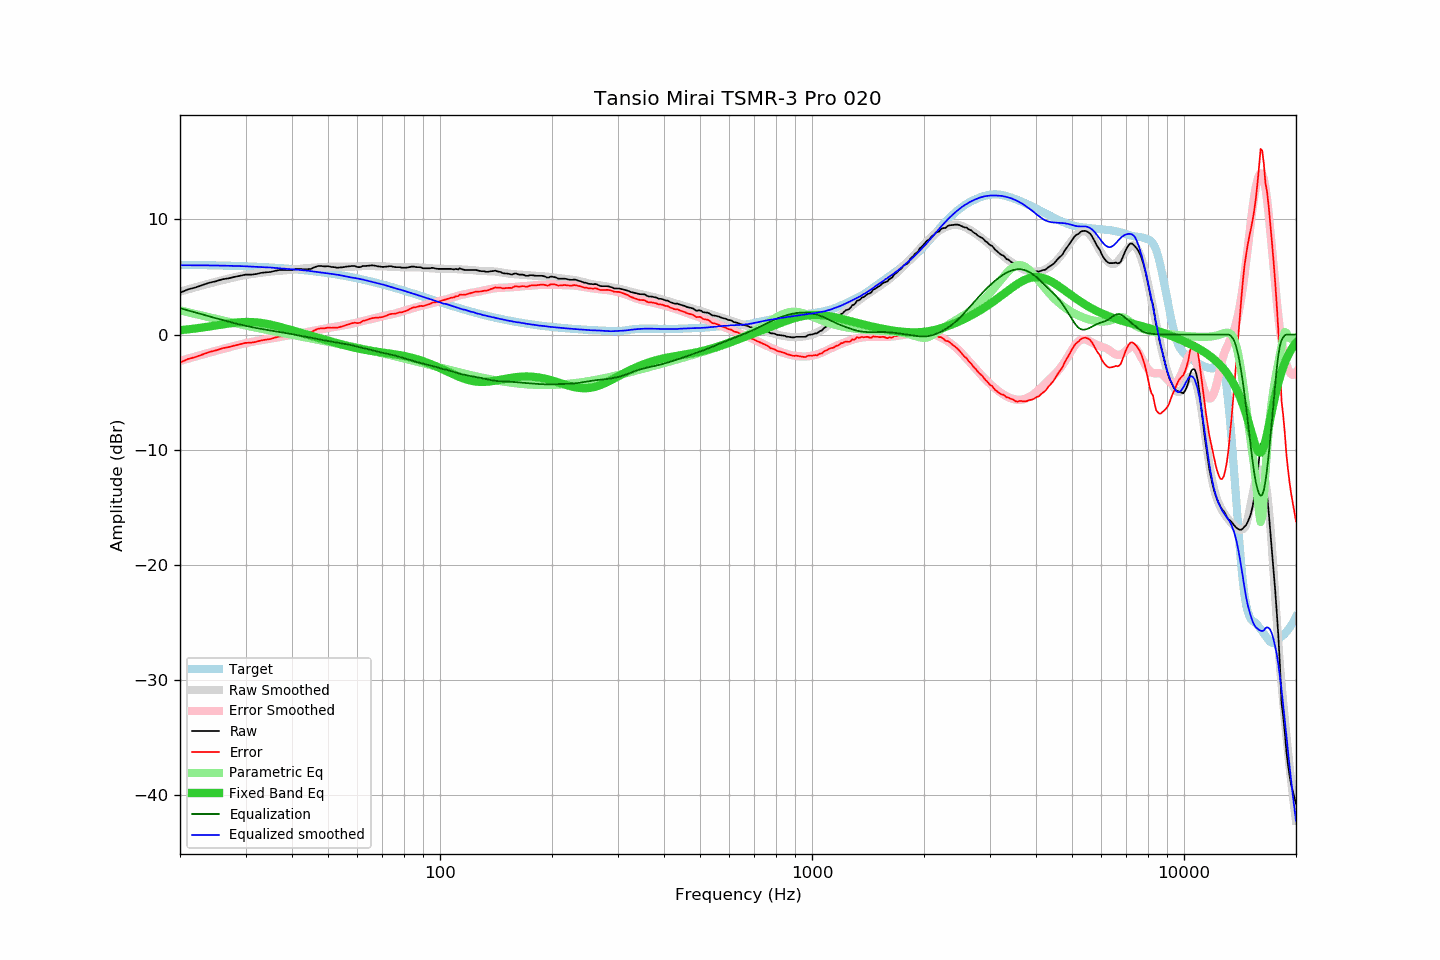 Tansio Mirai TSMR-3 Pro 020
Amplitude (dBr)
10
0
−10
−20
−30
−40
Target
Raw Smoothed
Error Smoothed
Raw
Error
Parametric Eq
Fixed Band Eq
Equalization
Equalized smoothed
100
1000
10000
Frequency (Hz)